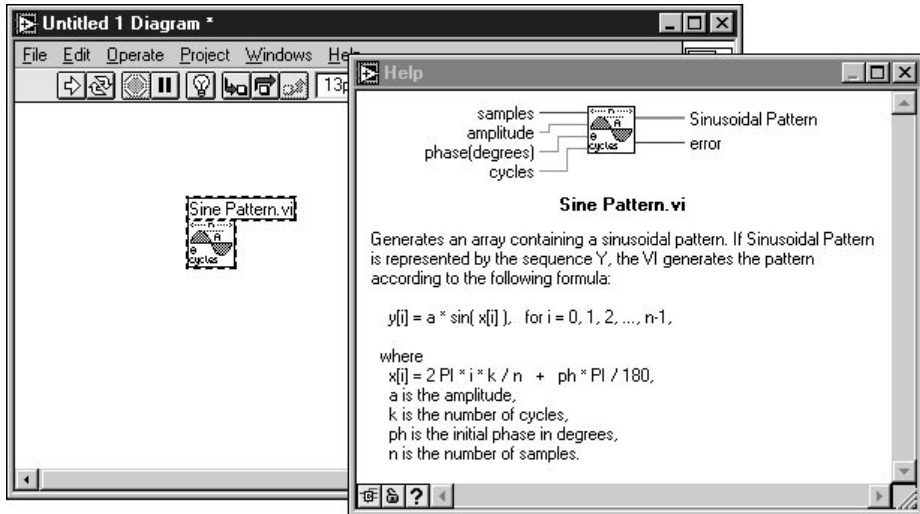 Untitled 1 Diagram *
File Edit Operate Project Windows
13p
Sine Pattern.vi
n
A
θ
cycles
Help
samples
amplitude
phase(degrees)
cycles
n
A
θ
cycles
Sinusoidal Pattern
error
Sine Pattern.vi
Generates an array containing a sinusoidal pattern. If Sinusoidal Pattern
is represented by the sequence Y, the VI generates the pattern
according to the following formula:
y[i] = a * sin( x[i] ), for i = 0, 1, 2, ..., n-1,
where
x[i] = 2 PI * i * k / n + ph * PI / 180,
a is the amplitude,
k is the number of cycles,
ph is the initial phase in degrees,
n is the number of samples.
?